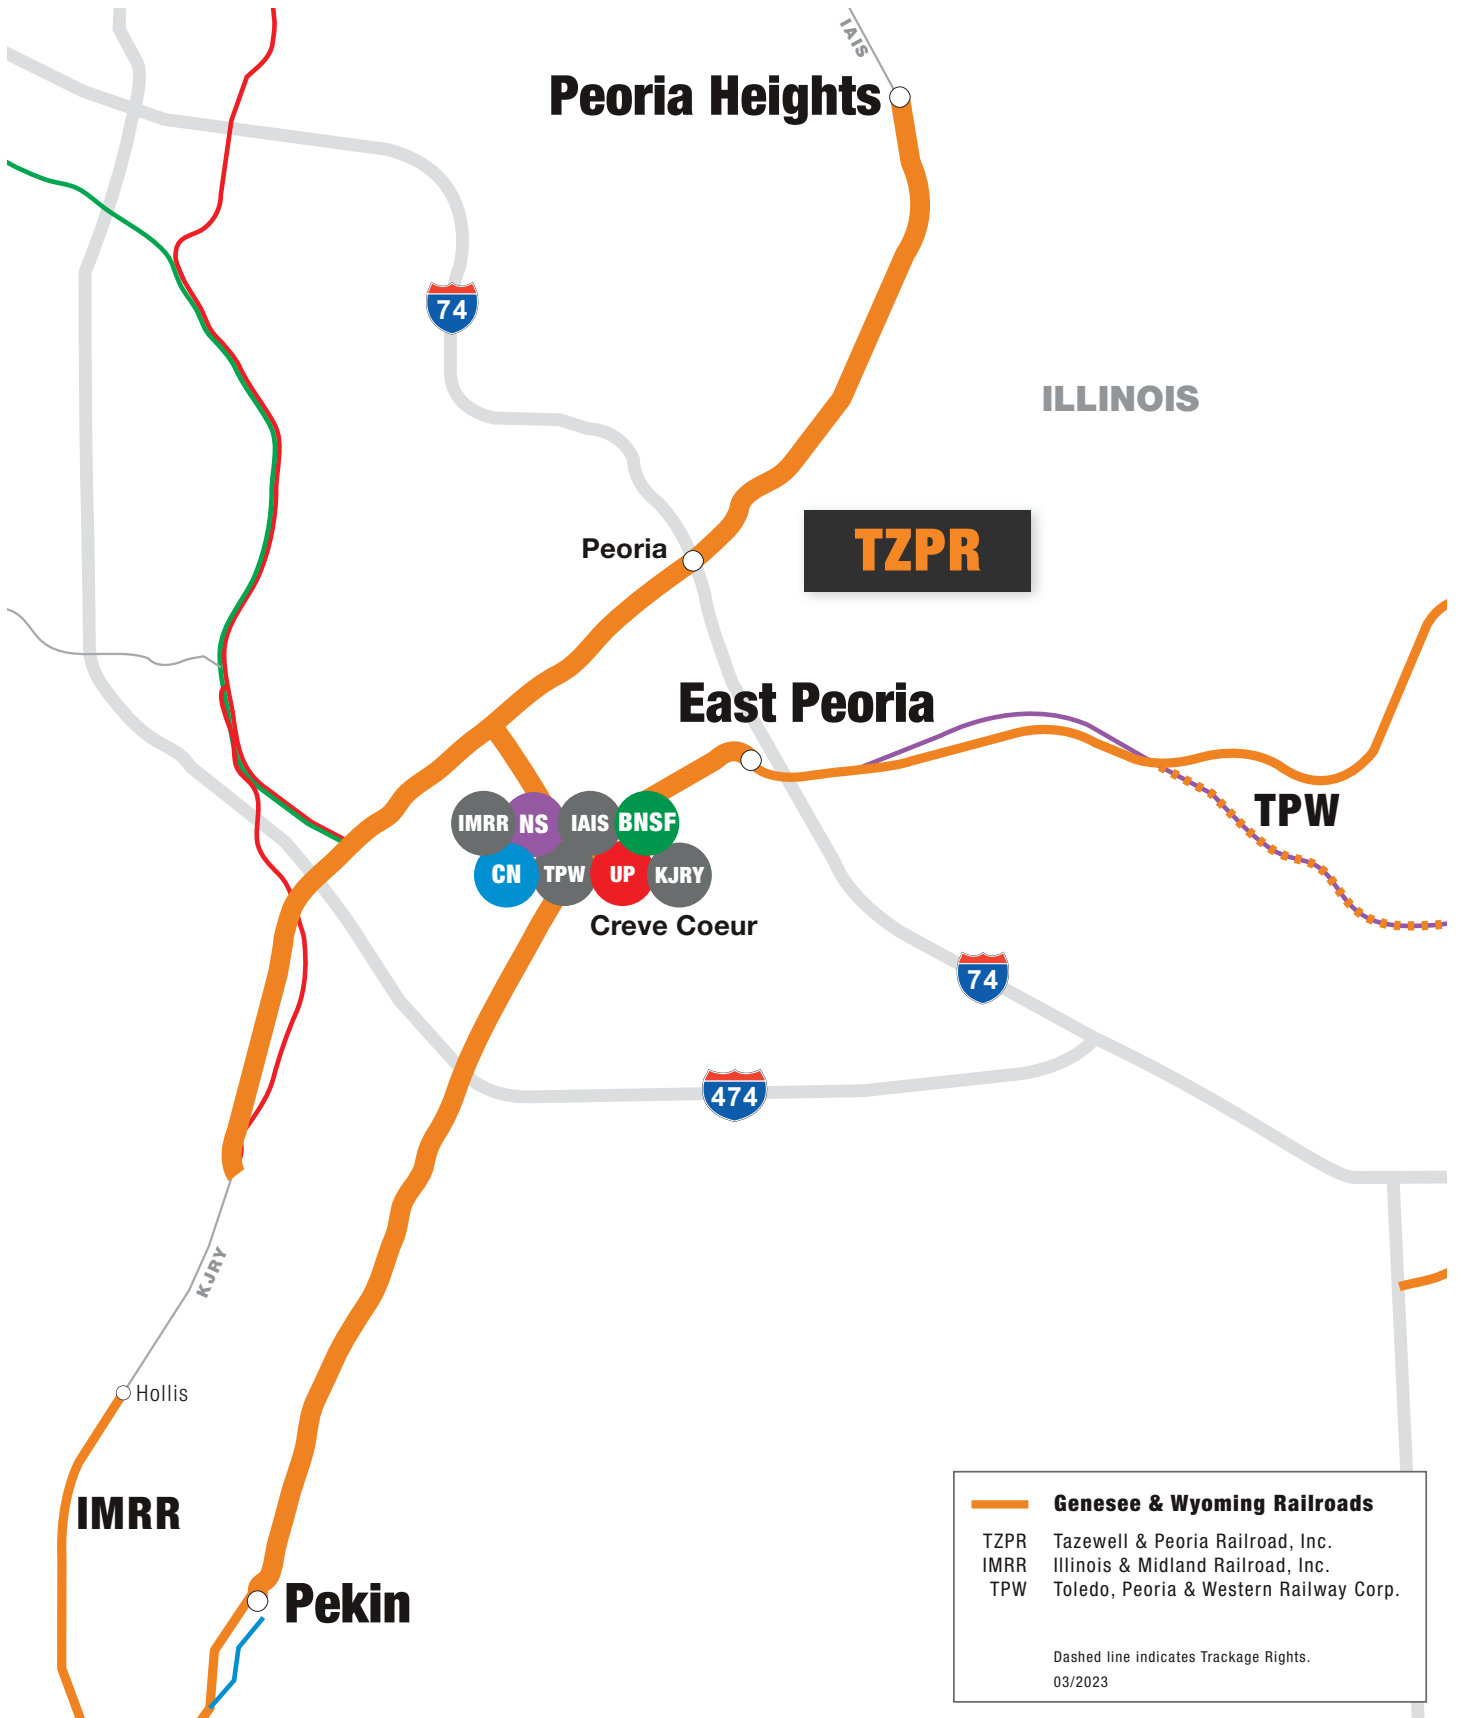 IAIS
Peoria Heights
74
ILLINOIS
Peoria
TZPR
East Peoria
TPW
IMRR
NS
IAIS
BNSF
CN
TPW
UP
KJRY
Creve Coeur
74
474
KJRY
Hollis
IMRR
Pekin
Genesee & Wyoming Railroads
TZPR Tazewell & Peoria Railroad, Inc.
IMRR Illinois & Midland Railroad, Inc.
TPW Toledo, Peoria & Western Railway Corp.
Dashed line indicates Trackage Rights.
03/2023